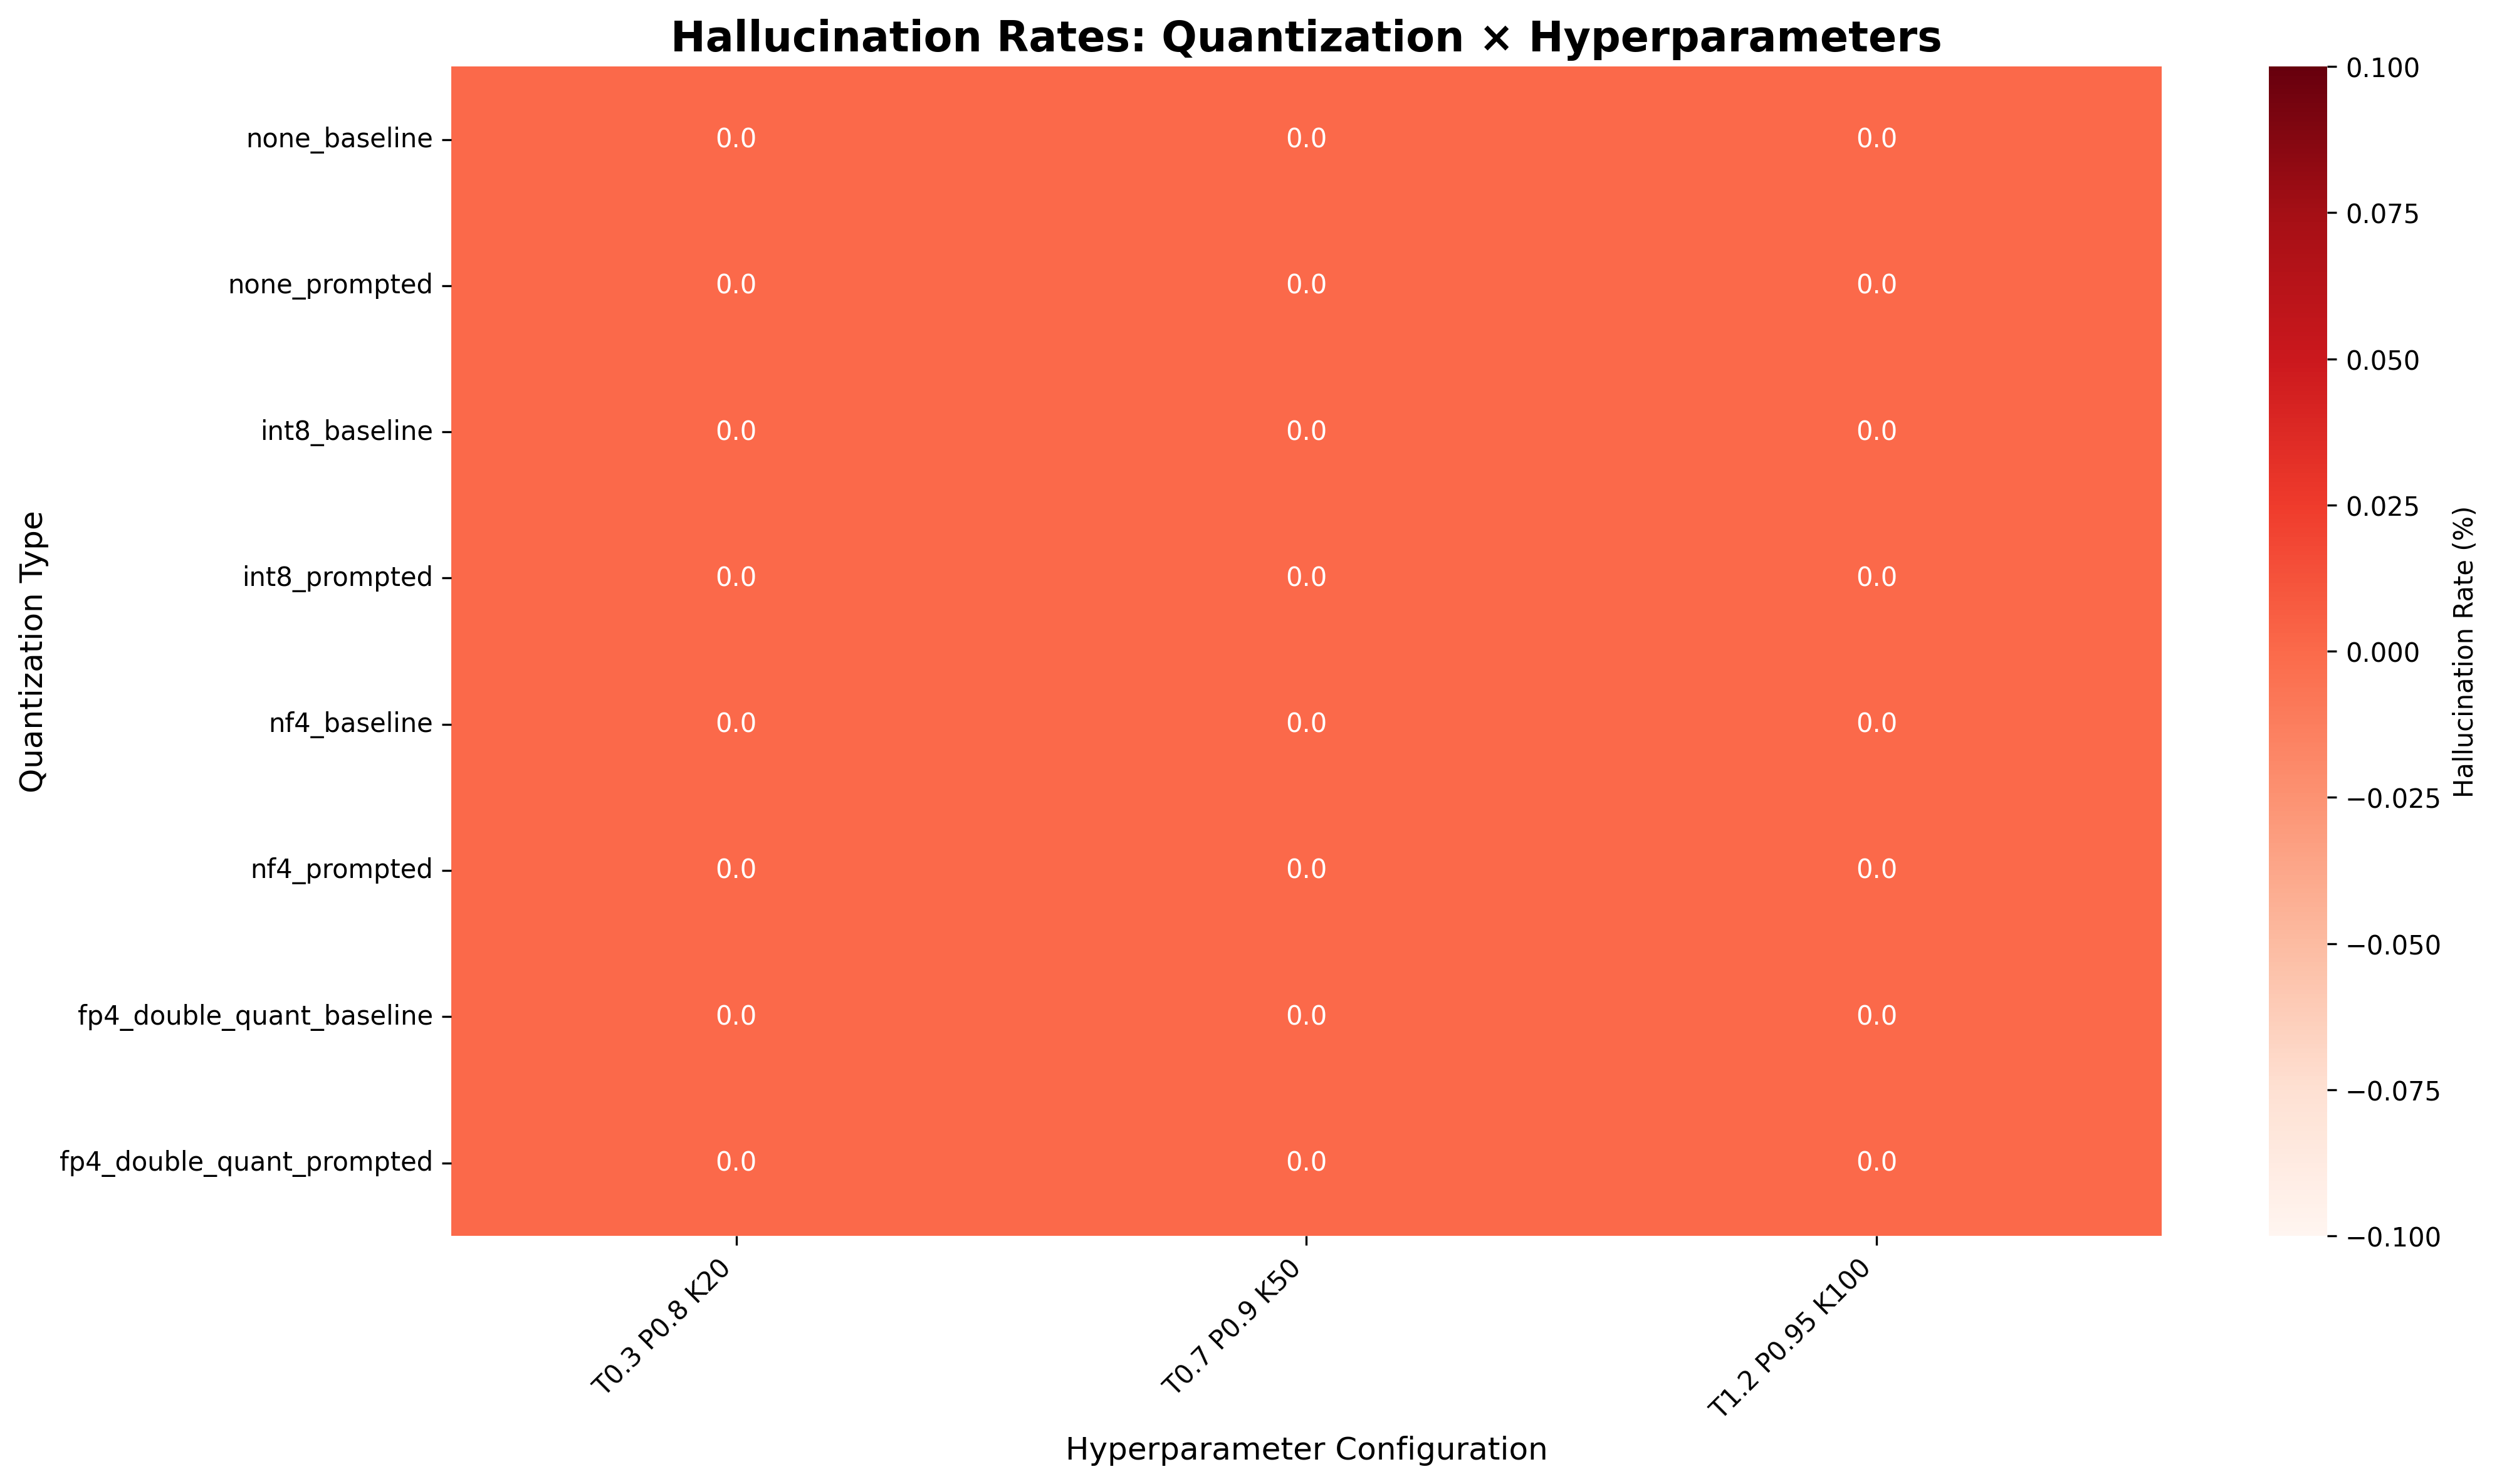 Hallucination Rates: Quantization × Hyperparameters
none_baseline 0.0 0.0 0.0
none_prompted 0.0 0.0 0.0
int8_baseline 0.0 0.0 0.0
int8_prompted 0.0 0.0 0.0
nf4_baseline 0.0 0.0 0.0
nf4_prompted 0.0 0.0 0.0
fp4_double_quant_baseline 0.0 0.0 0.0
fp4_double_quant_prompted 0.0 0.0 0.0
Quantization Type
T0.3 P0.8 K20
T0.7 P0.9 K50
T1.2 P0.95 K100
Hyperparameter Configuration
0.100
0.075
0.050
0.025
0.000
−0.025
−0.050
−0.075
−0.100
Hallucination Rate (%)